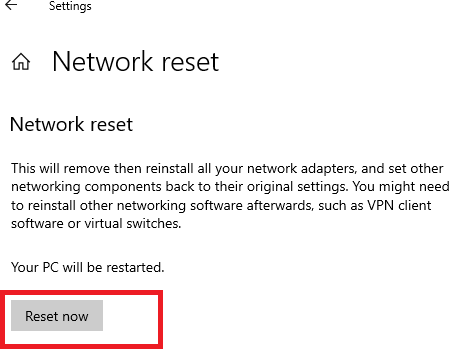 Settings
Network reset
Network reset
This will remove then reinstall all your network adapters, and set other
networking components back to their original settings. You might need
to reinstall other networking software afterwards, such as VPN client
software or virtual switches.
Your PC will be restarted.
Reset now